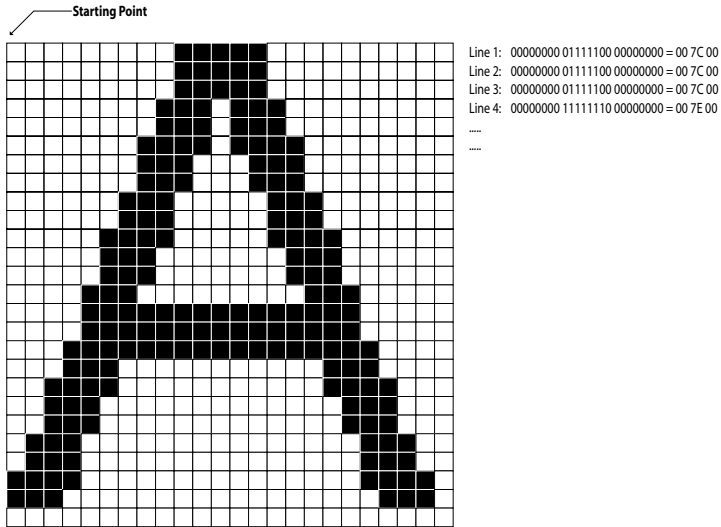 Starting Point
Line 1: 00000000 01111100 00000000 = 00 7C 00
Line 2: 00000000 01111100 00000000 = 00 7C 00
Line 3: 00000000 01111100 00000000 = 00 7C 00
Line 4: 00000000 11111110 00000000 = 00 7E 00
.....
.....